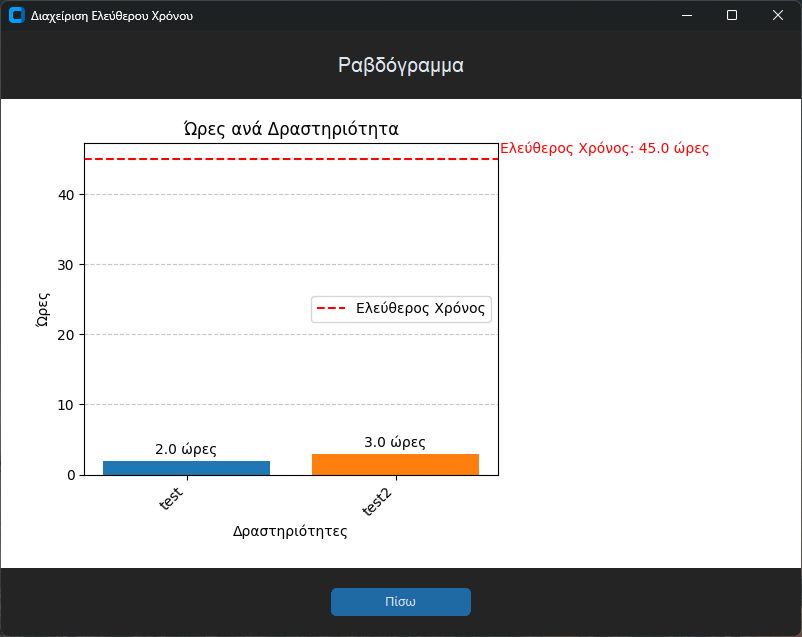 Διαχείριση Ελεύθερου Χρόνου
Ραβδόγραμμα
Ώρες ανά Δραστηριότητα
Ελεύθερος Χρόνος: 45.0 ώρες
40
30
Ώρες
Ελεύθερος Χρόνος
20
10
3.0 ώρες
2.0 ώρες
0
test
test2
Δραστηριότητες
Πίσω